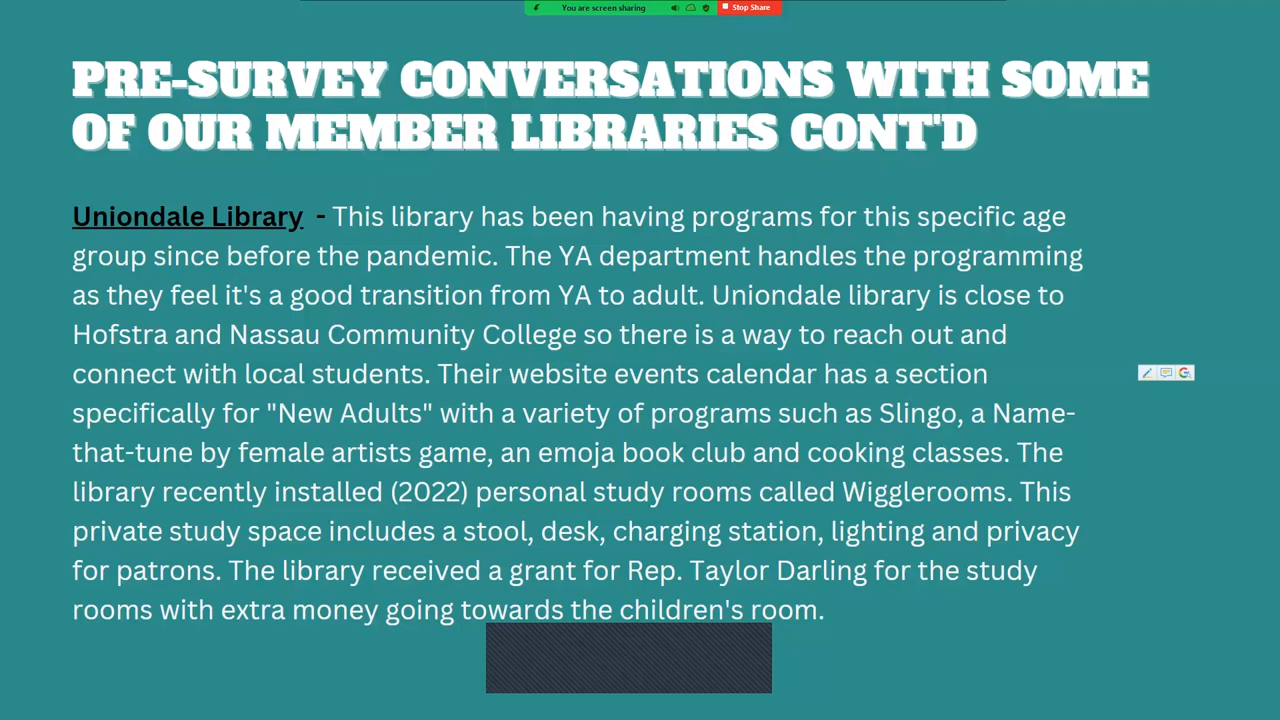 You are screen sharing
Stop Share
PRE-SURVEY CONVERSATIONS WITH SOME
OF OUR MEMBER LIBRARIES CONT'D
Uniondale Library - This library has been having programs for this specific age
group since before the pandemic. The YA department handles the programming
as they feel it's a good transition from YA to adult. Uniondale library is close to
Hofstra and Nassau Community College so there is a way to reach out and
connect with local students. Their website events calendar has a section
specifically for "New Adults" with a variety of programs such as Slingo, a Name-
that-tune by female artists game, an emoja book club and cooking classes. The
library recently installed (2022) personal study rooms called Wigglerooms. This
private study space includes a stool, desk, charging station, lighting and privacy
for patrons. The library received a grant for Rep. Taylor Darling for the study
rooms with extra money going towards the children's room.